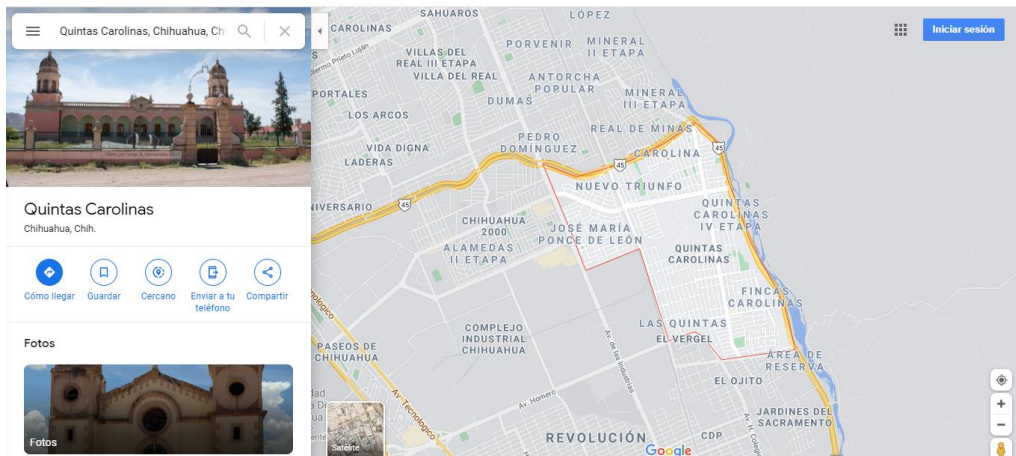 Quintas Carolinas, Chihuahua, Ch
Quintas Carolinas
Chihuahua, Chih.
Cómo llegar
Guardar
Cercano
Enviar a tu
teléfono
Compartir
Fotos
Fotos
Satélite
SAHUAROS
LÓPEZ
Iniciar sesión
CAROLINAS
PORVENIR
MINERAL
II ETAPA
VILLAS DEL
REAL III ETAPA
VILLA DEL REAL
ANTORCHA
POPULAR
PORTALES
DUMAS
MINERAL
III ETAPA
LOS ARCOS
REAL DE MINAS
PEDRO
DOMÍNGUEZ
VIDA DIGNA
LADERAS
CAROLINA
45
45
NUEVO TRIUNFO
NIVERSARIO
45
QUINTAS
CAROLINAS
IV ETAPA
CHIHUAHUA
2000
JOSÉ MARÍA
PONCE DE LEÓN
ALAMEDAS
II ETAPA
QUINTAS
CAROLINAS
FINCAS
CAROLINAS
LAS QUINTAS
COMPLEJO
INDUSTRIAL
CHIHUAHUA
EL VERGEL
PASEOS DE
CHIHUAHUA
Av. de las Industrias
ÁREA DE
RESERVA
EL OJITO
Av. Tecnológico
Av. Homero
JARDINES DEL
SACRAMENTO
REVOLUCIÓN
CDP
Google